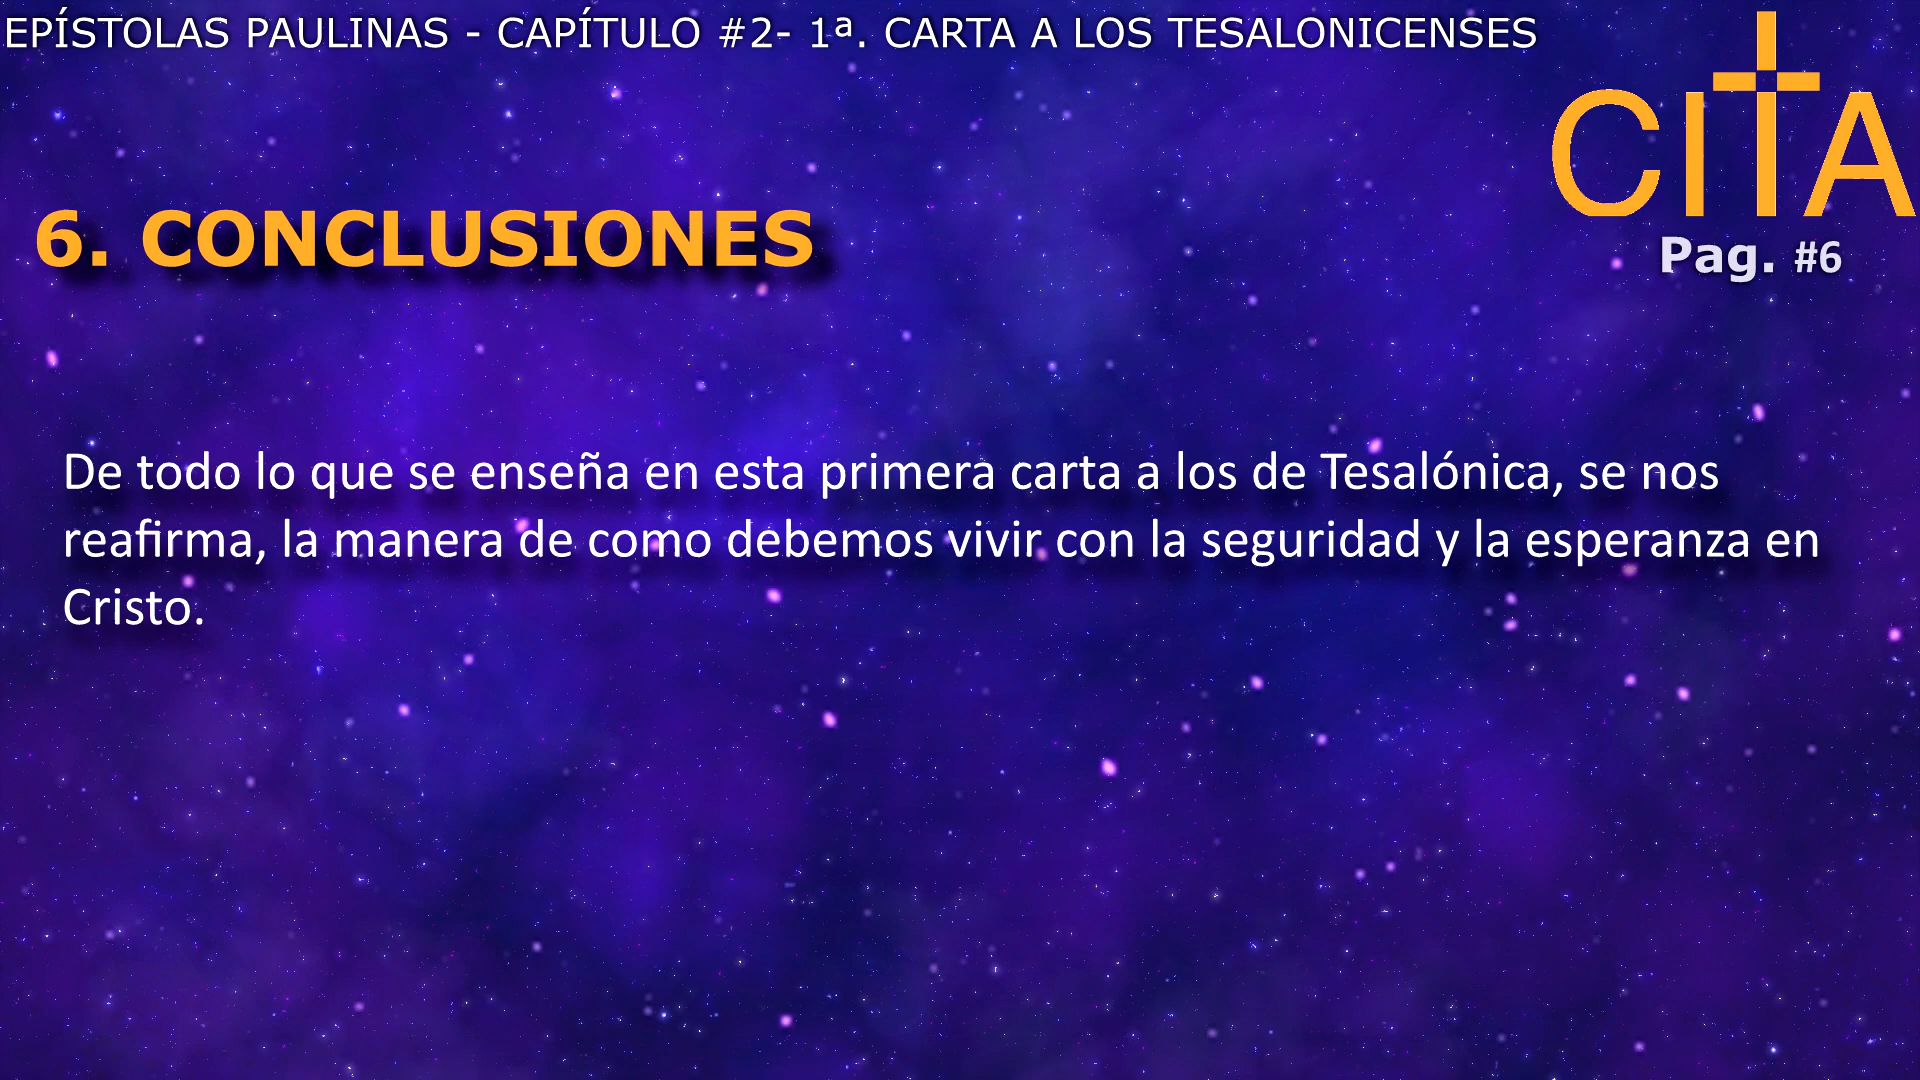 EPÍSTOLAS PAULINAS - CAPÍTULO #2- 1ª. CARTA A LOS TESALONICENSES
CITA
Pag. #6
6. CONCLUSIONES
De todo lo que se enseña en esta primera carta a los de Tesalónica, se nos
reafirma, la manera de como debemos vivir con la seguridad y la esperanza en
Cristo.